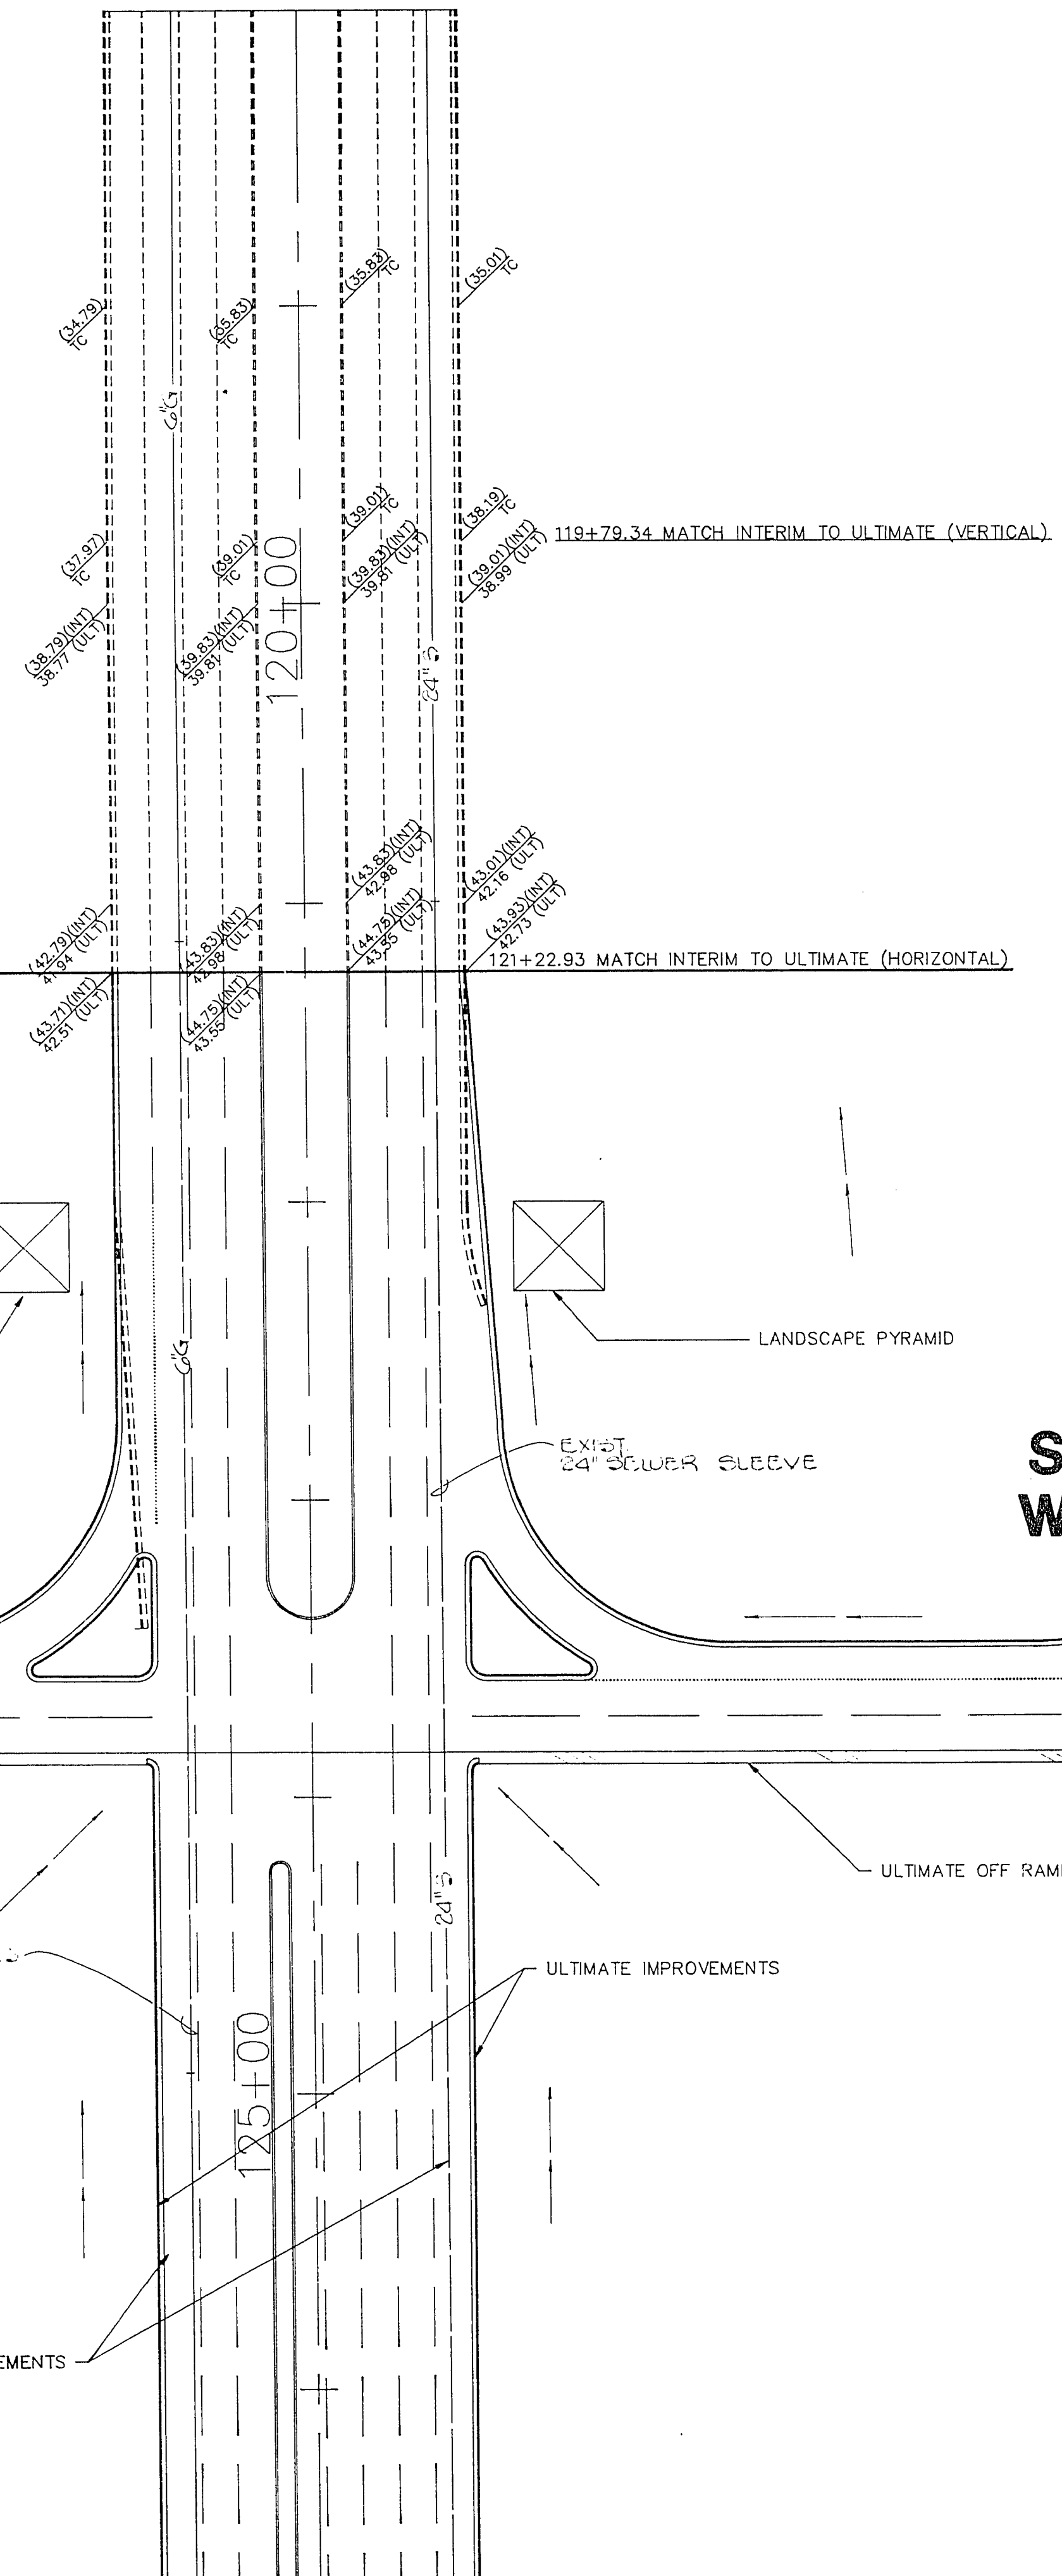 (35.83)
TC
(35.01)
TC
(34.79)
TC
(35.83)
TC
6"G
(39.01)
TC
(38.19)
TC
119+79.34 MATCH INTERIM TO ULTIMATE (VERTICAL)
(37.97)
TC
(39.01)
TC
120+00
(39.83)(INT)
39.81 (ULT)
(39.01)(INT)
38.99 (ULT)
(38.79)(INT)
38.77 (ULT)
(39.83)(INT)
39.81 (ULT)
24" S
(43.83)(INT)
42.98 (ULT)
(43.01)(INT)
42.16 (ULT)
(42.79)(INT)
41.94 (ULT)
(43.83)(INT)
42.98 (ULT)
(44.75)(INT)
43.55 (ULT)
(43.93)(INT)
42.73 (ULT)
121+22.93 MATCH INTERIM TO ULTIMATE (HORIZONTAL)
(43.71)(INT)
42.51 (ULT)
(44.75)(INT)
43.55 (ULT)
LANDSCAPE PYRAMID
6"G
EXIST.
24" SEWER SLEEVE
S
W
ULTIMATE OFF RAM
24" S
ULTIMATE IMPROVEMENTS
125+00
EMENTS